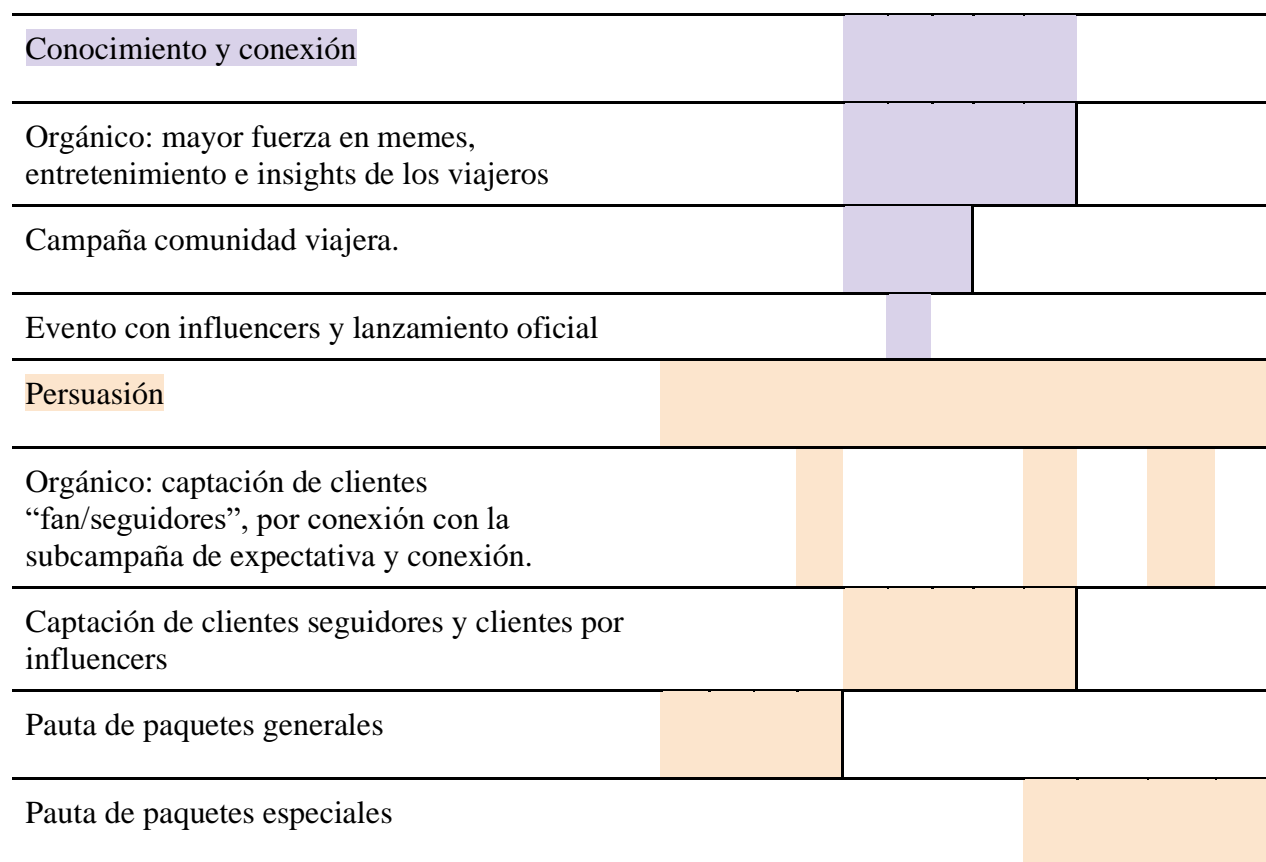 Conocimiento y conexión
Orgánico: mayor fuerza en memes,
entretenimiento e insights de los viajeros
Campaña comunidad viajera.
Evento con influencers y lanzamiento oficial
Persuasión
Orgánico: captación de clientes
“fan/seguidores”, por conexión con la
subcampaña de expectativa y conexión.
Captación de clientes seguidores y clientes por
influencers
Pauta de paquetes generales
Pauta de paquetes especiales